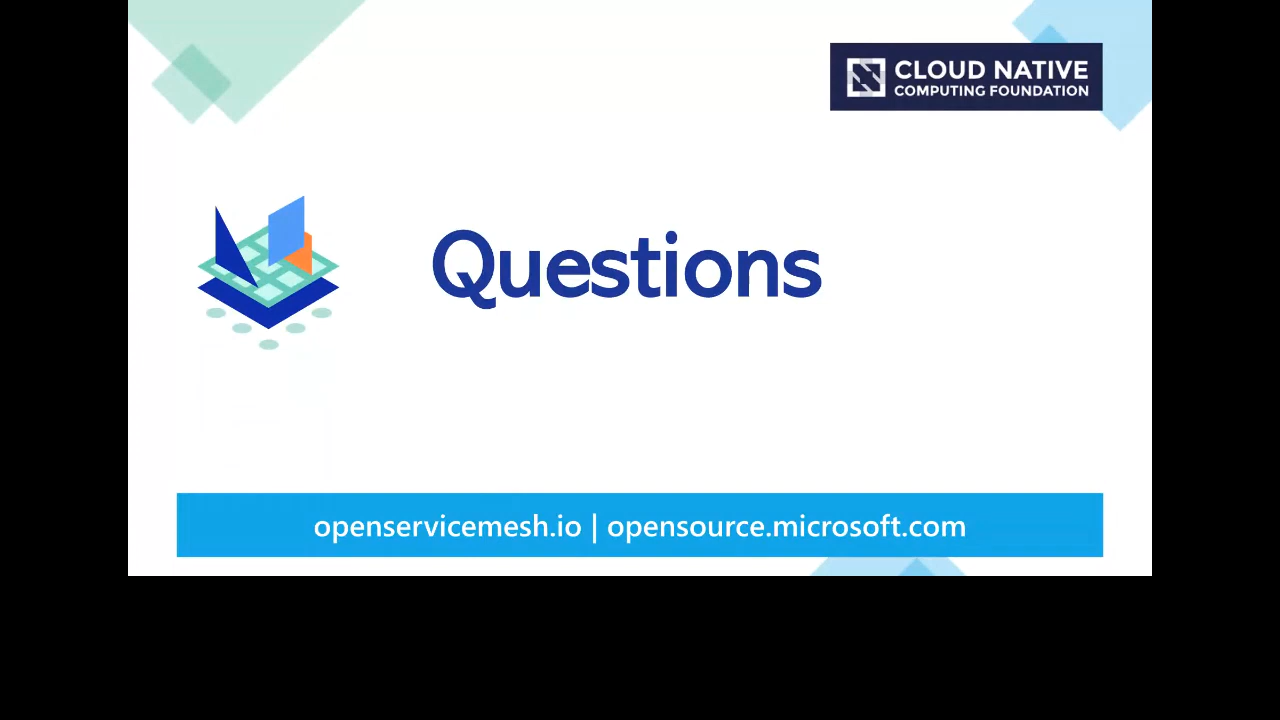 CLOUD NATIVE
COMPUTING FOUNDATION
Questions
openservicemesh.io | opensource.microsoft.com